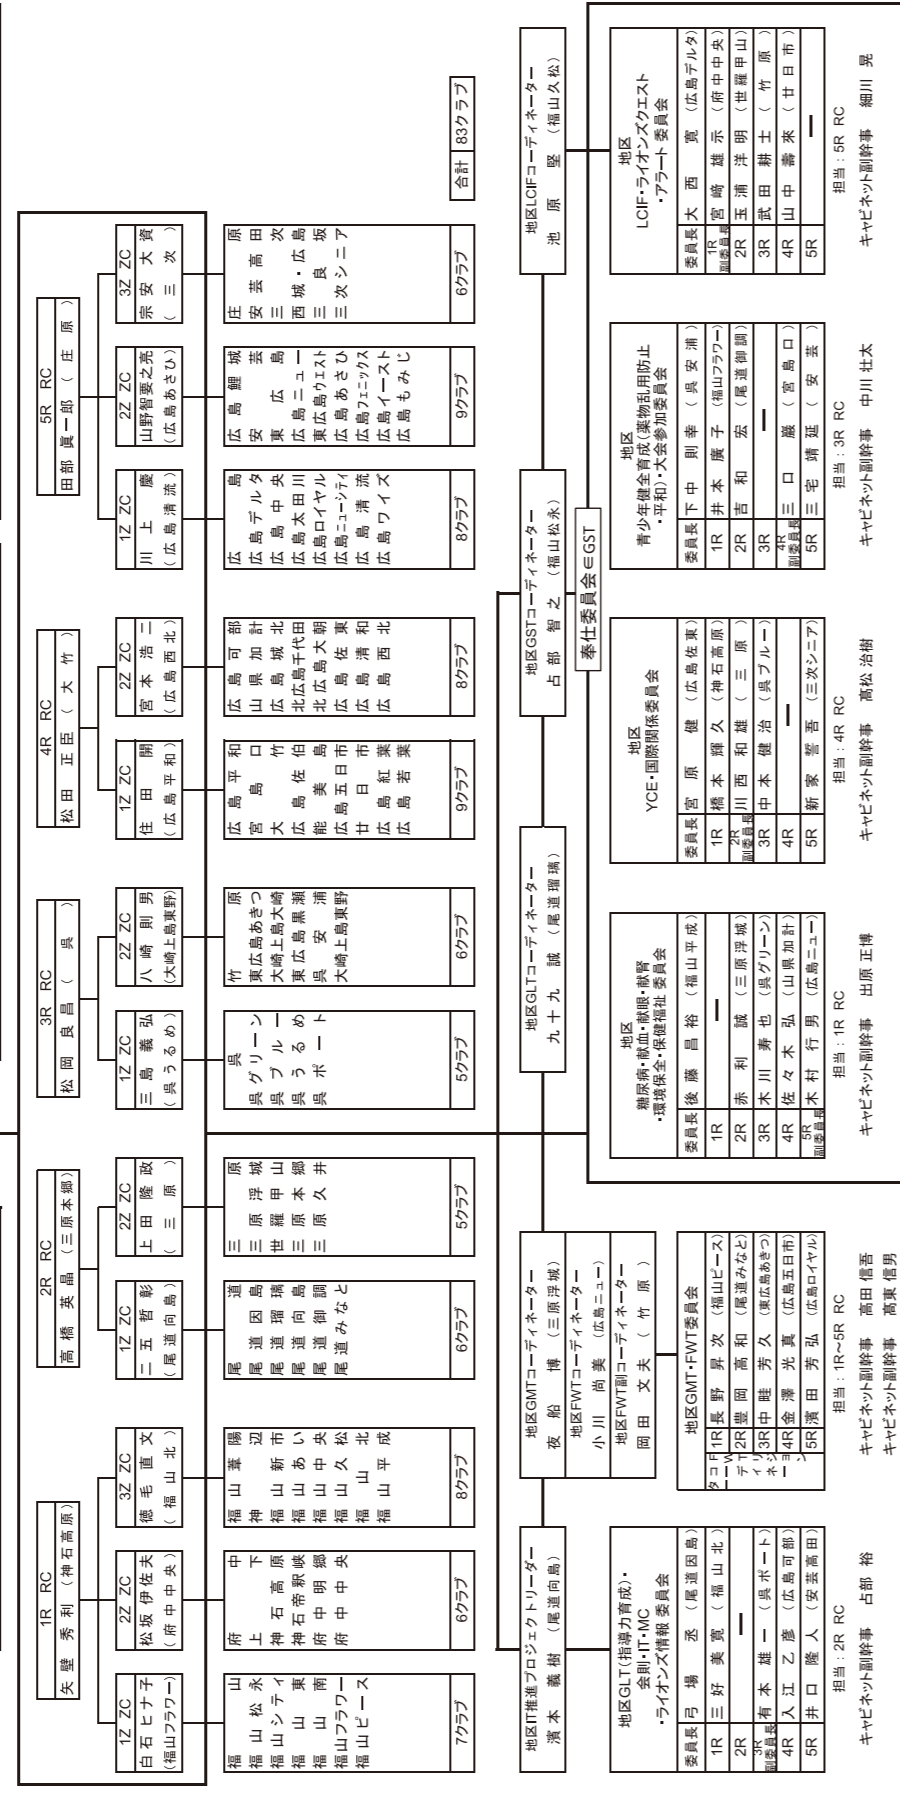 1R RC
矢壁 秀利 (神石高原)
1Z ZC
白石ヒナ子
(福山フラワー)
福山
福山松永
福山シティ
福山東
福山南
福山フラワー
福山ピース
7クラブ
2Z ZC
松坂 伊佐夫
(府中中央)
府中
上下
神石高原
神石帝釈峡
府中明郷
府中中央
6クラブ
3Z ZC
徳毛 直文
(福山北)
福山葦陽
神辺
福山新市
福山あい
福山中央
福山久松
福山北
福山平成
8クラブ
2R RC
高橋 英晶 (三原本郷)
1Z ZC
二五 哲彰
(尾道向島)
尾道
尾道因島
尾道瑠璃
尾道向島
尾道御調
尾道みなと
6クラブ
2Z ZC
上田 隆政
(三原)
三原
三原浮城
世羅甲山
三原本郷
三原久井
5クラブ
3R RC
松岡 良昌 (呉)
1Z ZC
三島 義弘
(呉うるめ)
呉
呉グリーン
呉ブルー
呉うるめ
呉ポート
5クラブ
2Z ZC
八崎 則男
(大崎上島東野)
竹原
東広島あきつ
大崎上島大崎
東広島黒瀬
呉安浦
大崎上島東野
6クラブ
4R RC
松田 正臣 (大竹)
1Z ZC
住田 開
(広島平和)
広島平和
宮島口
大竹
広島佐伯
能美島
広島五日市
廿日市
広島紅葉
広島若葉
9クラブ
2Z ZC
宮本 浩二
(広島西北)
広島可部
山県加計
広島城北
北広島千代田
北広島大朝
広島佐東
広島清和
広島西北
8クラブ
5R RC
田部 眞一郎 (庄原)
1Z ZC
川上 慶
(広島清流)
広島
広島デルタ
広島中央
広島太田川
広島ロイヤル
広島ニューシティ
広島清流
広島ワイズ
8クラブ
2Z ZC
山野智要之亮
(広島あさひ)
広島鯉城
安芸
東広島
広島ニュー
東広島ウエスト
広島あさひ
広島フェニックス
広島イースト
広島もみじ
9クラブ
3Z ZC
宗安 大資
(三次)
庄原
安芸高田
三次
西城・広島
三良坂
三次シニア
6クラブ
合計 83クラブ
地区IT推進プロジェクトリーダー
濱本 義樹 (尾道向島)
地区GMTコーディネーター
夜船 博 (三原浮城)
地区FWTコーディネーター
小川 尚美 (広島ニュー)
地区FWT副コーディネーター
岡田 文夫 (竹原)
地区GLTコーディネーター
九十九 誠 (尾道瑠璃)
地区GSTコーディネーター
占部 智之 (福山松永)
地区LCIFコーディネーター
池原 堅 (福山久松)
奉仕委員会∈GST
地区GLT(指導力育成)・
会則・IT・MC
・ライオンズ情報 委員会
委員長 弓場 丞 (尾道因島)
1R 三好 美寛 (福山北)
2R ―
3R副委員長 有本 雄一 (呉ポート)
4R 入江 乙彦 (広島可部)
5R 井口 隆人 (安芸高田)
担当：2R RC
キャビネット副幹事 占部 裕
地区GMT・FWT委員会
1R 長野 昇次 (福山ピース)
2R 豊岡 高和 (尾道みなと)
3R 中畦 芳久 (東広島あきつ)
4R 金澤 光真 (広島五日市)
5R 濱田 芳弘 (広島ロイヤル)
担当：1R～5R RC
キャビネット副幹事 高田 信吾
キャビネット副幹事 髙東 信男
地区
糖尿病・献血・献眼・献腎
・環境保全・保健福祉 委員会
委員長 後藤 昌裕 (福山平成)
1R ―
2R 赤利 誠 (三原浮城)
3R 木川 寿也 (呉グリーン)
4R 佐々木 弘 (山県加計)
5R副委員長 木村 行男 (広島ニュー)
担当：1R RC
キャビネット副幹事 出原 正博
地区
YCE・国際関係委員会
委員長 宮原 健 (広島佐東)
1R 橋本 輝久 (神石高原)
2R副委員長 川西 和雄 (三原)
3R 中木 健治 (呉ブルー)
4R ―
5R 新家 誓吾 (三次シニア)
担当：4R RC
キャビネット副幹事 髙松 治樹
地区
青少年健全育成(薬物乱用防止
・平和)・大会参加委員会
委員長 下中 則幸 (呉安浦)
1R 井本 廣子 (福山フラワー)
2R 吉和 宏 (尾道御調)
3R ―
4R副委員長 三口 巌 (宮島口)
5R 三宅 靖延 (安芸)
担当：3R RC
キャビネット副幹事 中川 壮太
地区
LCIF・ライオンズクエスト
・アラート 委員会
委員長 大西 寛 (広島デルタ)
1R副委員長 宮﨑 雄示 (府中中央)
2R 玉浦 洋明 (世羅甲山)
3R 武田 耕士 (竹原)
4R 山中 壽來 (廿日市)
5R ―
担当：5R RC
キャビネット副幹事 細川 晃